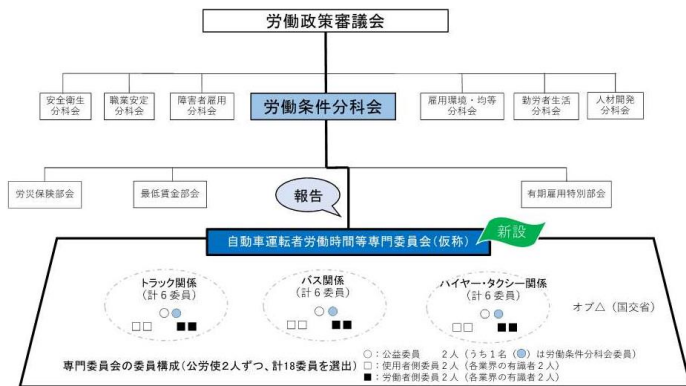 労働政策審議会
安全衛生
分科会
職業安定
分科会
障害者雇用
分科会
労働条件分科会
雇用環境・均等
分科会
勤労者生活
分科会
人材開発
分科会
労災保険部会
最低賃金部会
報告
有期雇用特別部会
新設
自動車運転者労働時間等専門委員会(仮称)
トラック関係
(計6委員)
バス関係
(計6委員)
ハイヤー・タクシー関係
(計6委員)
オブ△(国交省)
専門委員会の委員構成(公労使2人ずつ、計18委員を選出)
○:公益委員 2人(うち1名(●)は労働条件分科会委員)
□:使用者側委員2人(各業界の有識者2人)
■:労働者側委員2人(各業界の有識者2人)